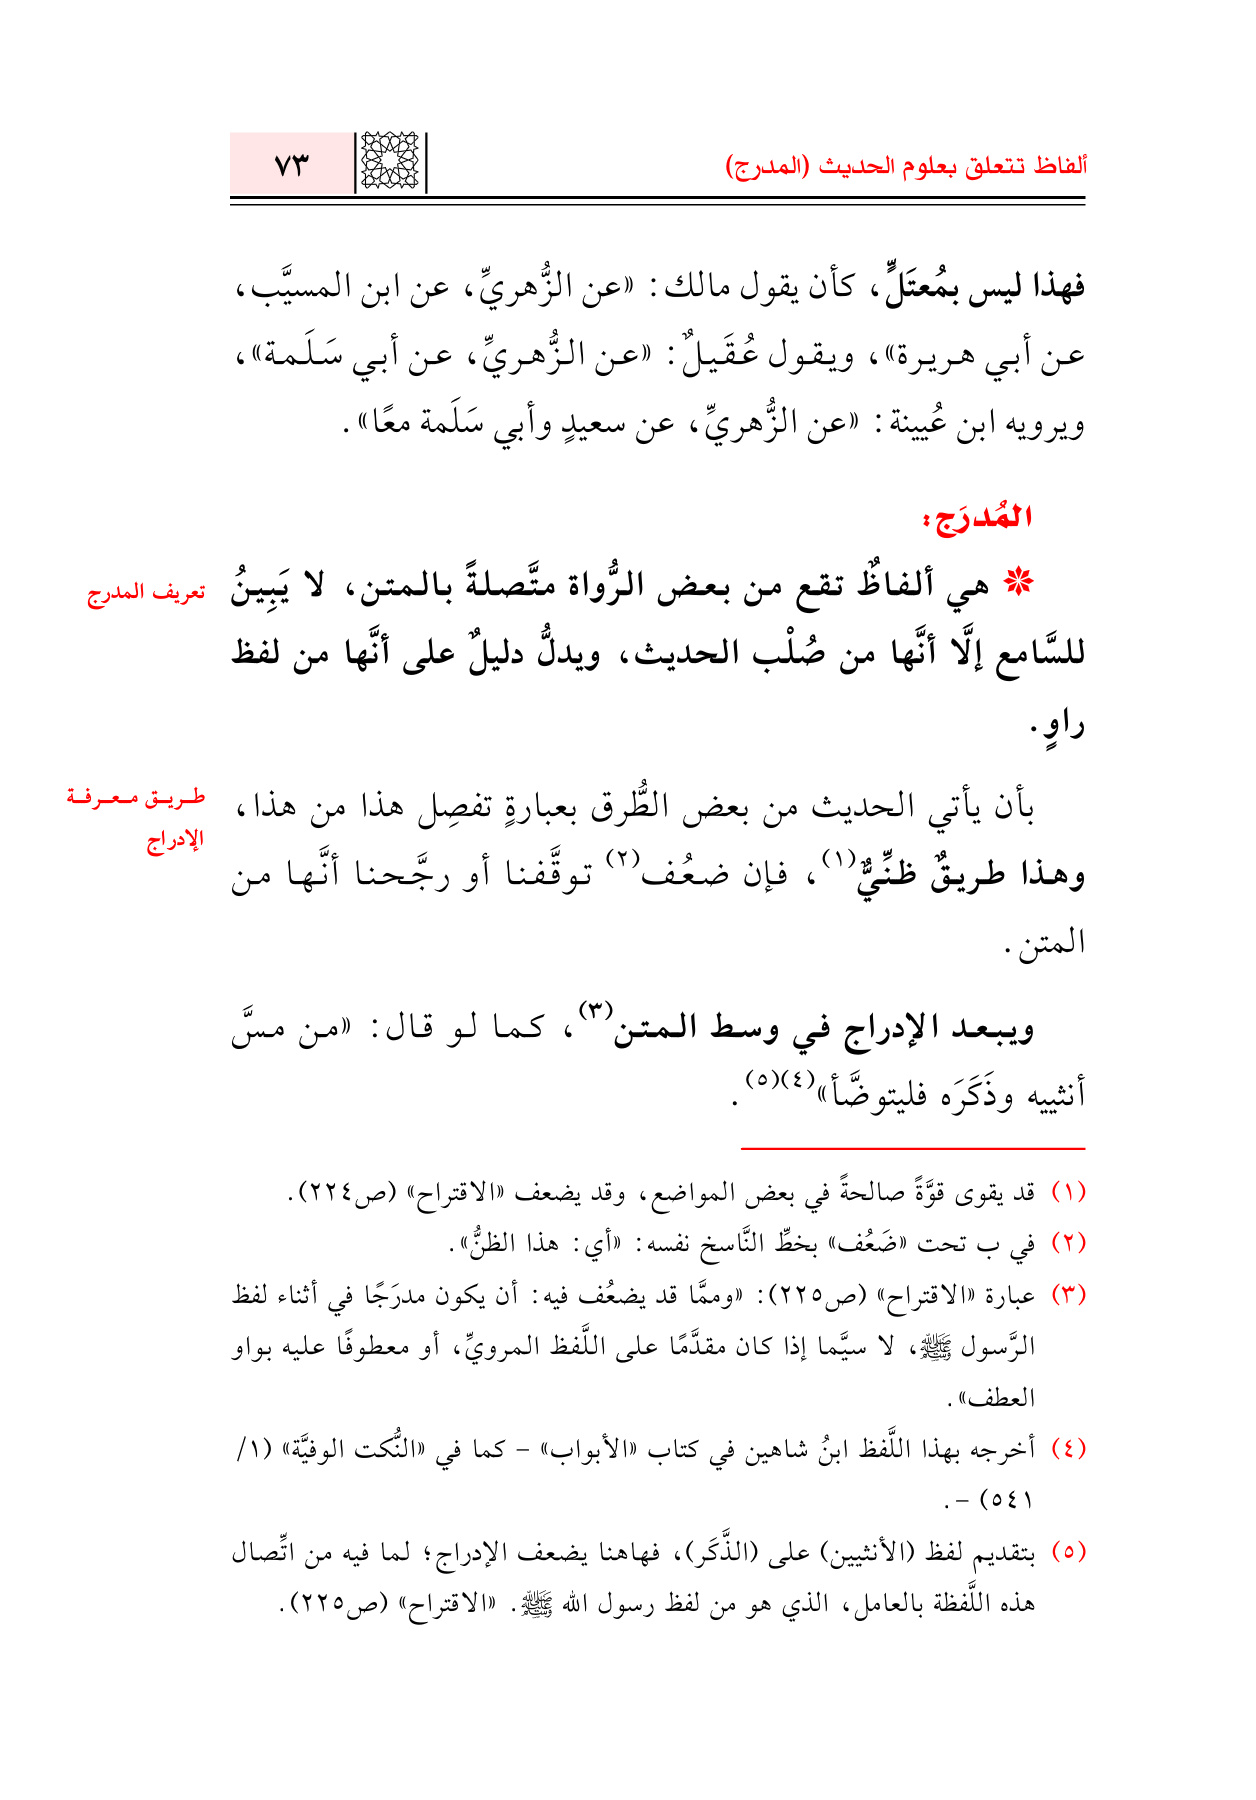 ألفاظ تتعلق بعلوم الحديث (المدرج)
٧٣
فهذا ليس بمُعتَلٍّ، كأن يقول مالك: «عن الزُّهريِّ، عن ابن المسيَّب،
عن أبي هريرة»، ويقول عُقَيلٌ: «عن الزُّهريِّ، عن أبي سَلَمة»،
ويرويه ابن عُيينة: «عن الزُّهريِّ، عن سعيدٍ وأبي سَلَمة معًا».
المُدرَج:
❋ هي ألفاظٌ تقع من بعض الرُّواة متَّصلةً بالمتن، لا يَبِينُ
تعريف المدرج
للسَّامع إلَّا أنَّها من صُلْب الحديث، ويدلُّ دليلٌ على أنَّها من لفظ
راوٍ.
بأن يأتي الحديث من بعض الطُّرق بعبارةٍ تفصِل هذا من هذا،
طريق معرفة
الإدراج
وهذا طريقٌ ظنِّيٌّ(١)، فإن ضعُف(٢) توقَّفنا أو رجَّحنا أنَّها من
المتن.
ويبعد الإدراج في وسط المتن(٣)، كما لو قال: «من مسَّ
أنثييه وذَكَرَه فليتوضَّأ»(٤)(٥).
(١) قد يقوى قوَّةً صالحةً في بعض المواضع، وقد يضعف «الاقتراح» (ص٢٢٤).
(٢) في ب تحت «ضَعُف» بخطِّ النَّاسخ نفسه: «أي: هذا الظنُّ».
(٣) عبارة «الاقتراح» (ص٢٢٥): «وممَّا قد يضعُف فيه: أن يكون مدرَجًا في أثناء لفظ
الرَّسول ﷺ، لا سيَّما إذا كان مقدَّمًا على اللَّفظ المرويِّ، أو معطوفًا عليه بواو
العطف».
(٤) أخرجه بهذا اللَّفظ ابنُ شاهين في كتاب «الأبواب» – كما في «النُّكت الوفيَّة» (١/
٥٤١) –.
(٥) بتقديم لفظ (الأنثيين) على (الذَّكَر)، فهاهنا يضعف الإدراج؛ لما فيه من اتِّصال
هذه اللَّفظة بالعامل، الذي هو من لفظ رسول الله ﷺ. «الاقتراح» (ص٢٢٥).